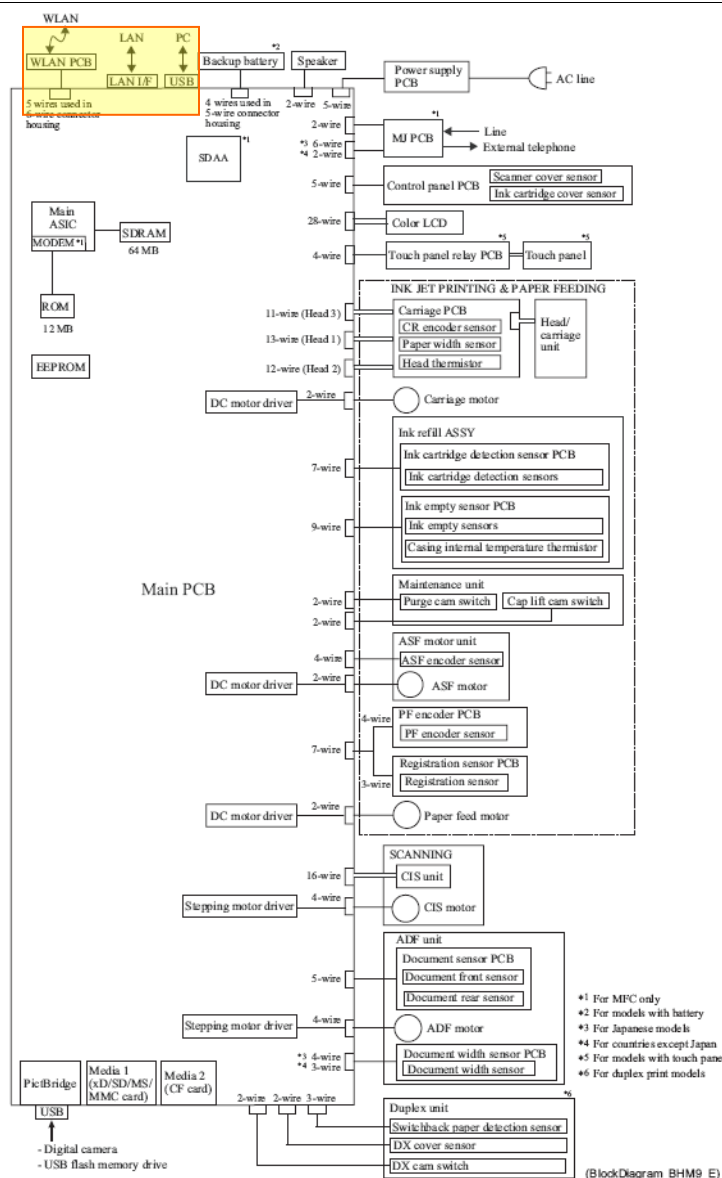 WLAN
LAN
PC
*2
WLAN PCB
LAN I/F
USB
Backup battery
Speaker
Power supply
PCB
AC line
5 wires used in
6-wire connector
housing
4 wires used in
5-wire connector
housing
2-wire
5-wire
2-wire
*3 6-wire
*4 2-wire
*1
MJ PCB
Line
External telephone
SDAA
*1
5-wire
Control panel PCB
Scanner cover sensor
Ink cartridge cover sensor
Main
ASIC
MODEM *1
SDRAM
64 MB
28-wire
Color LCD
4-wire
*5
Touch panel relay PCB
*5
Touch panel
ROM
12 MB
EEPROM
INK JET PRINTING & PAPER FEEDING
11-wire (Head 3)
13-wire (Head 1)
12-wire (Head 2)
Carriage PCB
CR encoder sensor
Paper width sensor
Head thermistor
Head/
carriage
unit
DC motor driver
2-wire
Carriage motor
Ink refill ASSY
7-wire
Ink cartridge detection sensor PCB
Ink cartridge detection sensors
9-wire
Ink empty sensor PCB
Ink empty sensors
Casing internal temperature thermistor
Main PCB
Maintenance unit
2-wire
Purge cam switch
Cap lift cam switch
2-wire
ASF motor unit
4-wire
ASF encoder sensor
DC motor driver
2-wire
ASF motor
4-wire
PF encoder PCB
PF encoder sensor
7-wire
3-wire
Registration sensor PCB
Registration sensor
DC motor driver
2-wire
Paper feed motor
SCANNING
16-wire
CIS unit
Stepping motor driver
4-wire
CIS motor
ADF unit
5-wire
Document sensor PCB
Document front sensor
Document rear sensor
Stepping motor driver
4-wire
ADF motor
*3 4-wire
*4 3-wire
Document width sensor PCB
Document width sensor
*1 For MFC only
*2 For models with battery
*3 For Japanese models
*4 For countries except Japan
*5 For models with touch pane
*6 For duplex print models
PictBridge
Media 1
(xD/SD/MS/
MMC card)
Media 2
(CF card)
USB
- Digital camera
- USB flash memory drive
2-wire
2-wire
3-wire
*6
Duplex unit
Switchback paper detection sensor
DX cover sensor
DX cam switch
(BlockDiagram_BHM9_E)